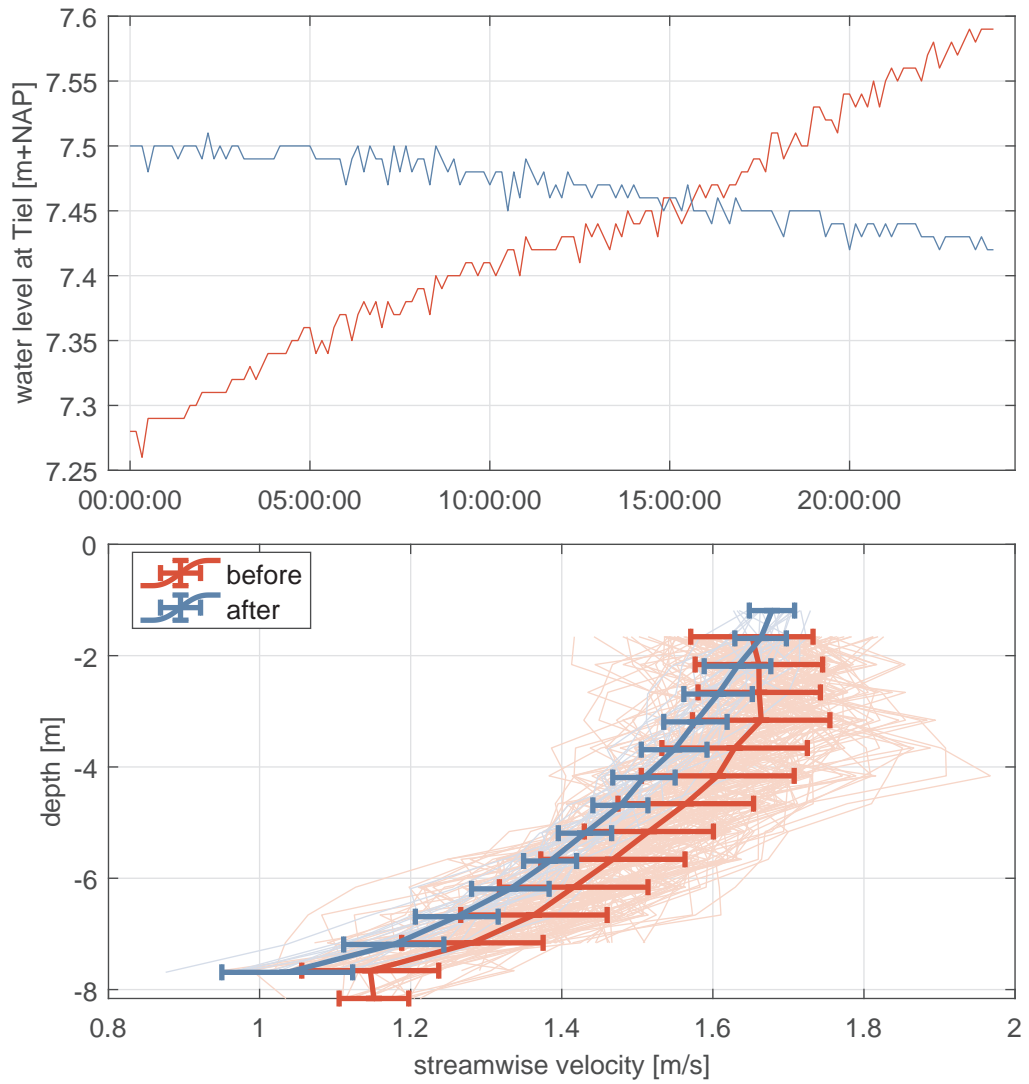 7.6
7.55
7.5
7.45
7.4
7.35
7.3
7.25
water level at Tiel [m+NAP]
00:00:00 05:00:00 10:00:00 15:00:00 20:00:00
0
-2
-4
-6
-8
depth [m]
before
after
0.8 1 1.2 1.4 1.6 1.8 2
streamwise velocity [m/s]